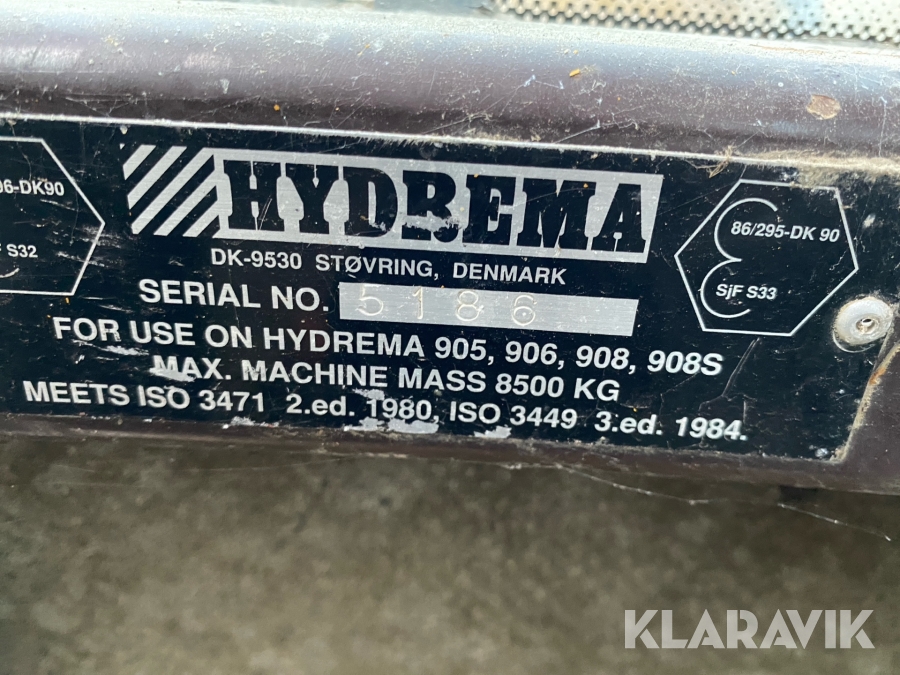 HYDREMA
DK-9530 STØVRING, DENMARK
SERIAL NO. 5186
FOR USE ON HYDREMA 905, 906, 908, 908S
MAX. MACHINE MASS 8500 KG
MEETS ISO 3471 2.ed. 1980, ISO 3449 3.ed. 1984.
86/295-DK 90
SjF S33
96-DK90
S32
KLARAVIK